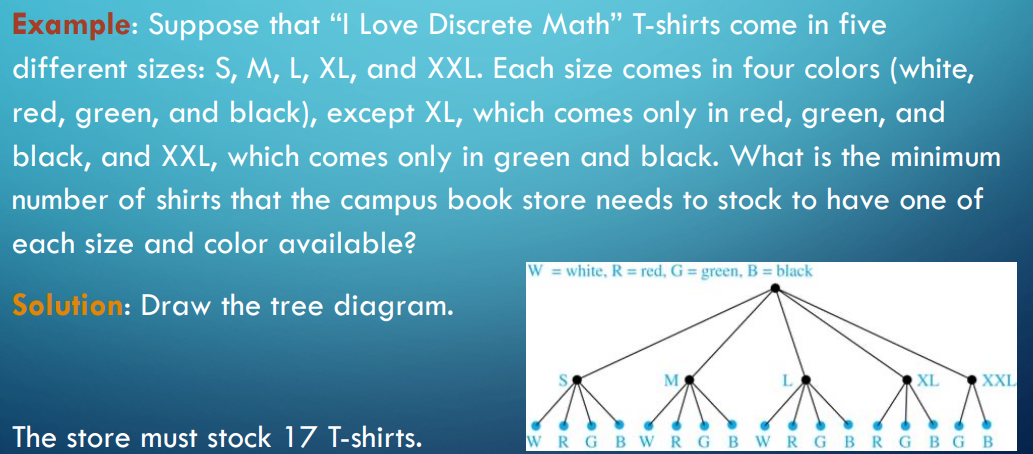 Example: Suppose that “I Love Discrete Math” T-shirts come in five
different sizes: S, M, L, XL, and XXL. Each size comes in four colors (white,
red, green, and black), except XL, which comes only in red, green, and
black, and XXL, which comes only in green and black. What is the minimum
number of shirts that the campus book store needs to stock to have one of
each size and color available?
Solution: Draw the tree diagram.
W = white, R = red, G = green, B = black
S M L XL XXL
W R G B W R G B W R G B R G B G B
The store must stock 17 T-shirts.